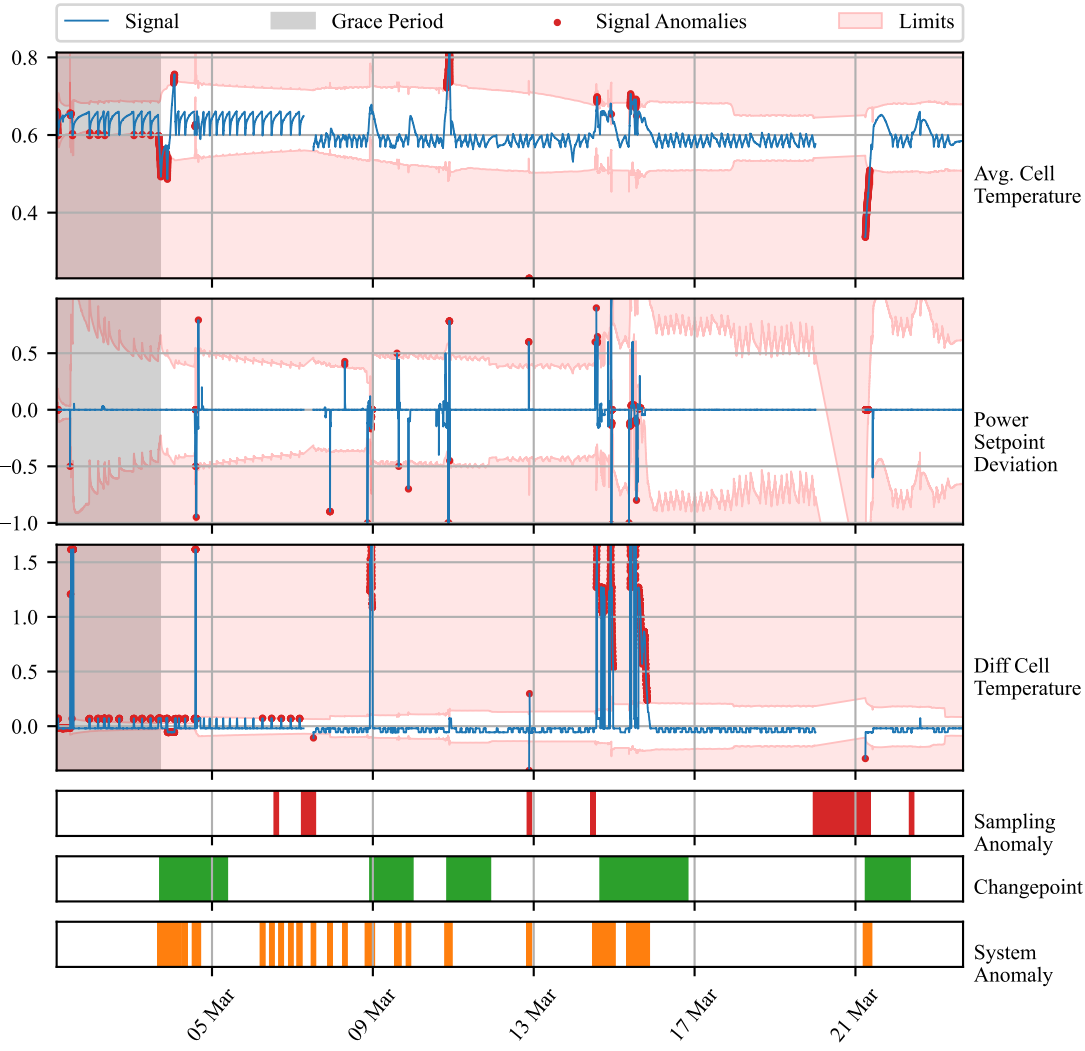 Signal Grace Period Signal Anomalies Limits
0.8
0.6
0.4
Avg. Cell
Temperature
0.5
0.0
−0.5
−1.0
Power
Setpoint
Deviation
1.5
1.0
0.5
0.0
Diff Cell
Temperature
Sampling
Anomaly
Changepoint
System
Anomaly
05 Mar 09 Mar 13 Mar 17 Mar 21 Mar